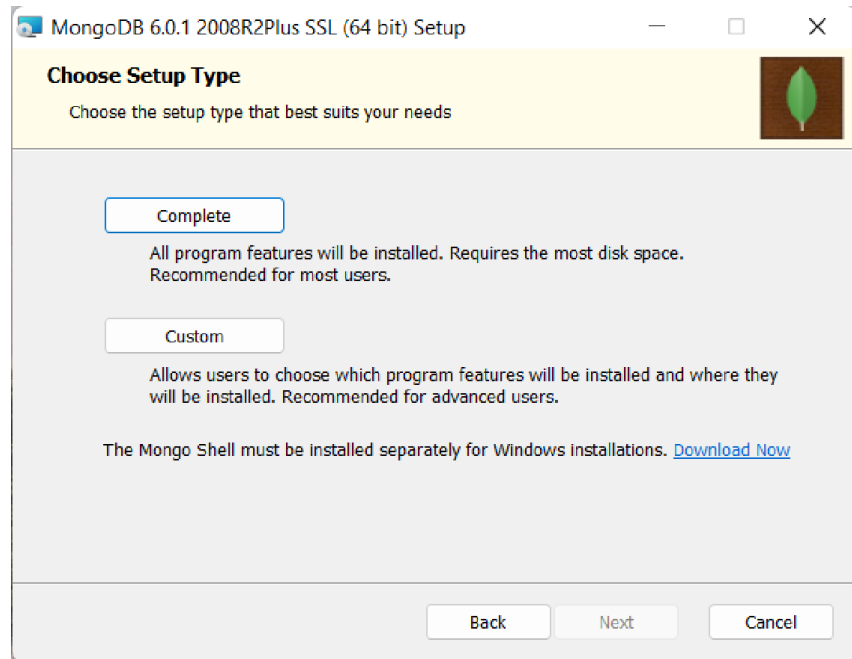 MongoDB 6.0.1 2008R2Plus SSL (64 bit) Setup
Choose Setup Type
Choose the setup type that best suits your needs
Complete
All program features will be installed. Requires the most disk space.
Recommended for most users.
Custom
Allows users to choose which program features will be installed and where they
will be installed. Recommended for advanced users.
The Mongo Shell must be installed separately for Windows installations. Download Now
Back Next Cancel